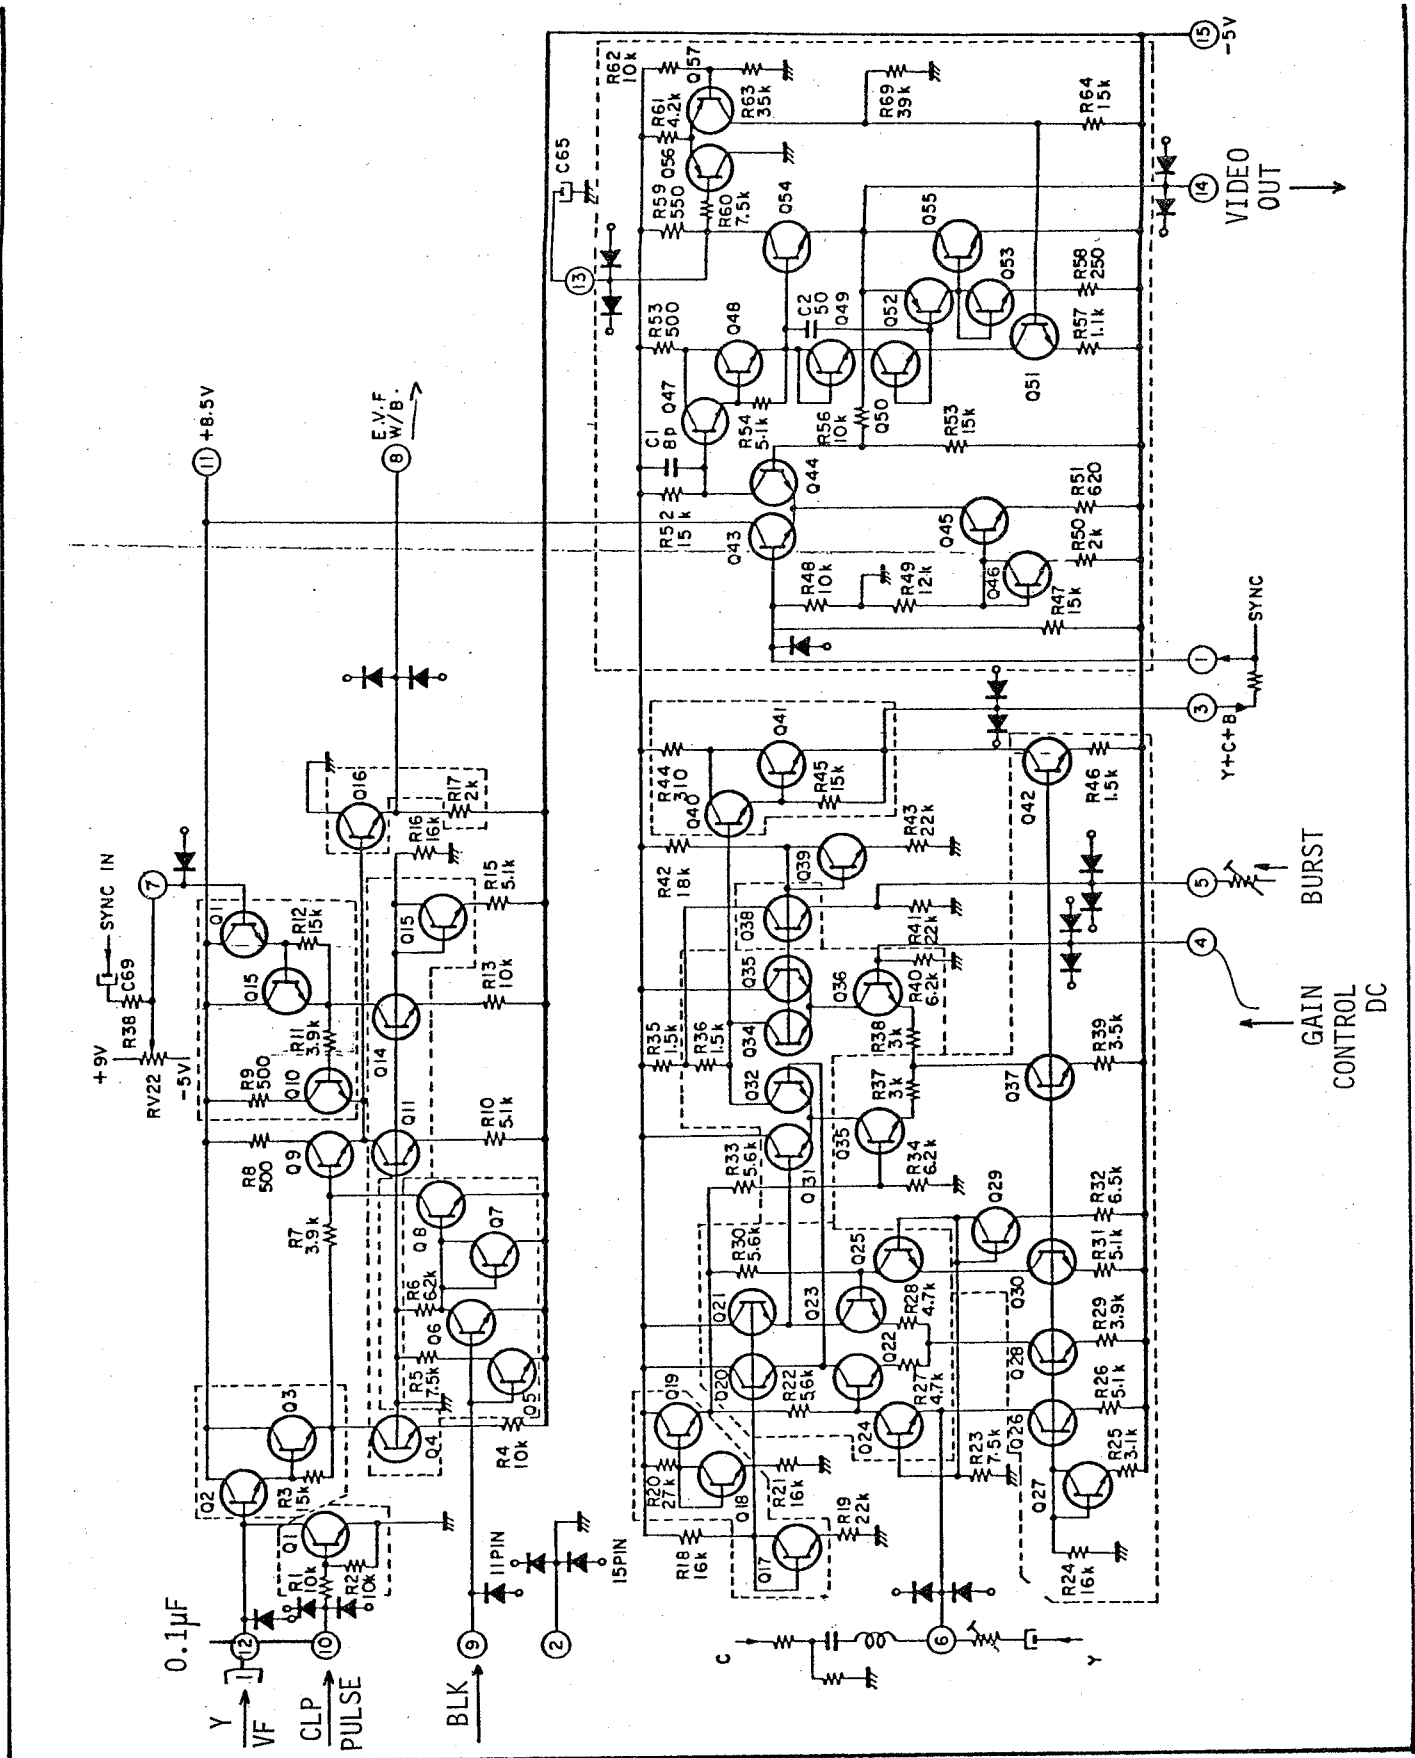 +9V
SYNC IN
R38
C69
7
RV22
-5V
11 +8.5V
R9
500
Q10
R11
3.9k
Q15
Q1
R12
15k
R8
500
Q9
R7
3.9k
Q2
Q3
R3
15k
Q1
R1
10k
R2
10k
0.1µF
12
Y
VF
10
CLP
PULSE
Q16
R17
2k
R16
16k
8
E.V.F
W/B.
Q14
Q11
Q15
R15
5.1k
R13
10k
R10
5.1k
Q8
Q7
R6
6.2k
Q6
R5
7.5k
Q5
Q4
R4
10k
9
BLK
11PIN
2
15PIN
R62
10k
Q57
R61
4.2k
Q56
R63
35k
R69
39k
R64
15k
15
-5V
C65
13
R59
550
R60
7.5k
Q54
Q55
14
VIDEO
OUT
R53
500
Q48
C2
50
Q49
Q52
Q53
R58
250
R57
1.1k
Q51
Q47
C1
8p
R54
5.1k
R56
10k
Q50
R53
15k
R52
15k
Q44
Q43
Q45
R51
620
R50
2k
R48
10k
R49
12k
Q46
R47
15k
1
SYNC
3
Y+C+B
R44
310
Q41
Q40
R45
15k
Q42
R46
1.5k
R42
18k
Q39
R43
22k
Q38
R41
22k
5
BURST
Q35
Q36
R40
6.2k
4
GAIN
CONTROL
DC
R35
1.5k
R36
1.5k
Q34
R38
3k
Q32
R37
3k
Q37
R39
3.5k
R33
5.6k
Q31
Q35
R34
6.2k
R30
5.6k
Q25
Q29
R32
6.5k
R31
5.1k
Q30
Q21
Q23
R28
4.7k
R29
3.9k
Q28
Q20
R22
5.6k
Q22
R27
4.7k
R26
5.1k
Q26
Q19
Q24
R23
7.5k
R25
3.1k
R20
27k
Q18
R21
16k
Q27
R18
16k
Q17
R19
22k
R24
16k
C
6
Y